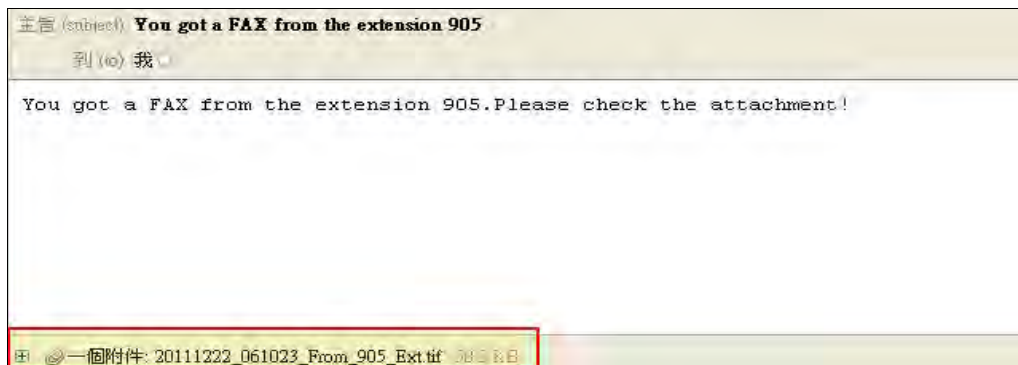 主旨 (subject) You got a FAX from the extension 905
到 (to) 我
You got a FAX from the extension 905.Please check the attachment!
一個附件: 20111222_061023_From_905_Ext.tif